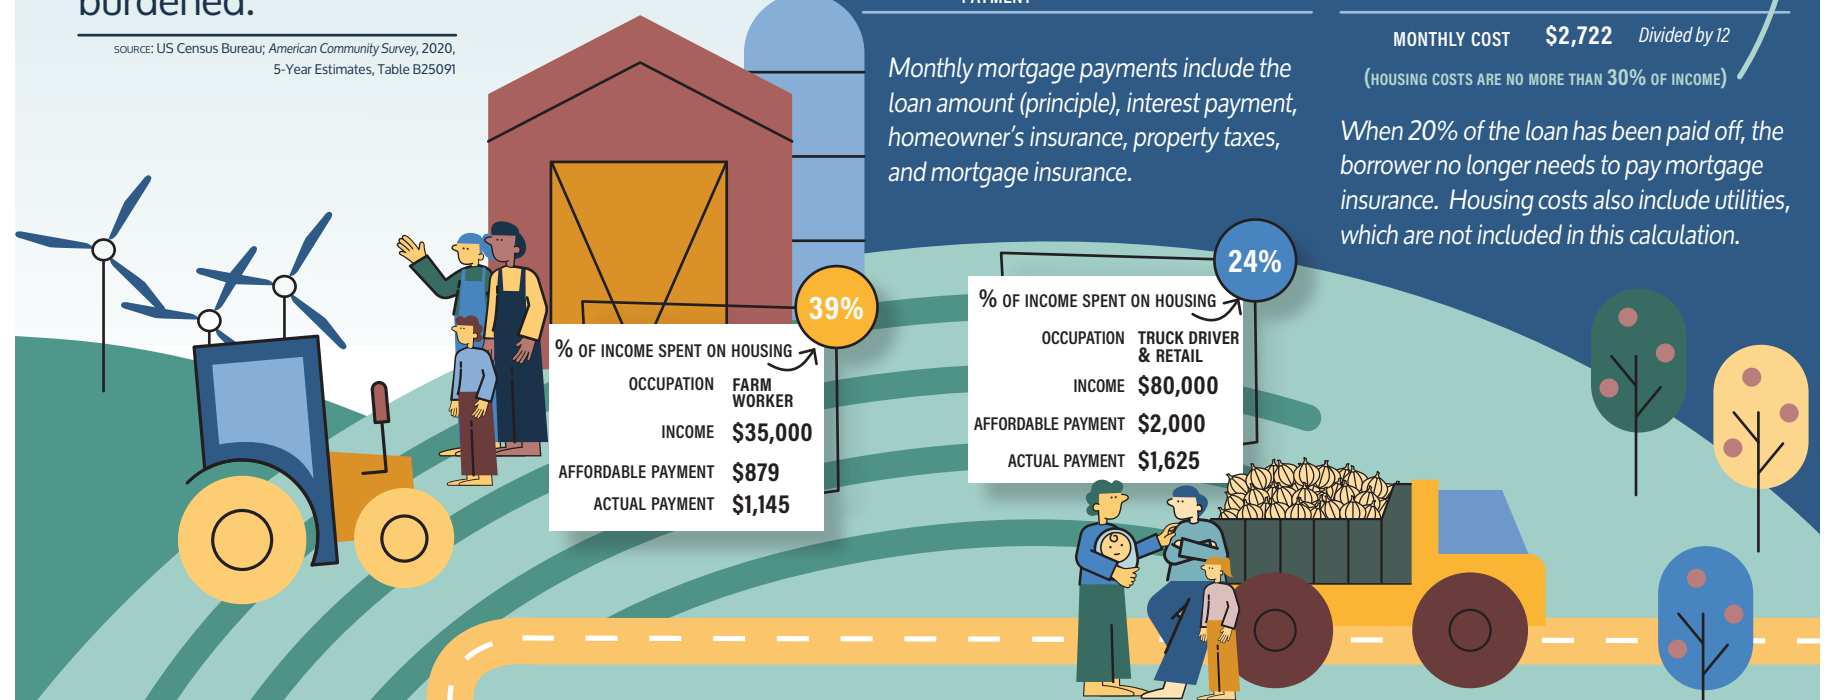 burdened.
SOURCE: US Census Bureau; American Community Survey, 2020,
5-Year Estimates, Table B25091
PAYMENT
Monthly mortgage payments include the
loan amount (principle), interest payment,
homeowner's insurance, property taxes,
and mortgage insurance.
MONTHLY COST $2,722 Divided by 12
(HOUSING COSTS ARE NO MORE THAN 30% OF INCOME)
When 20% of the loan has been paid off, the
borrower no longer needs to pay mortgage
insurance. Housing costs also include utilities,
which are not included in this calculation.
39%
% OF INCOME SPENT ON HOUSING
OCCUPATION FARM
WORKER
INCOME $35,000
AFFORDABLE PAYMENT $879
ACTUAL PAYMENT $1,145
24%
% OF INCOME SPENT ON HOUSING
OCCUPATION TRUCK DRIVER
& RETAIL
INCOME $80,000
AFFORDABLE PAYMENT $2,000
ACTUAL PAYMENT $1,625